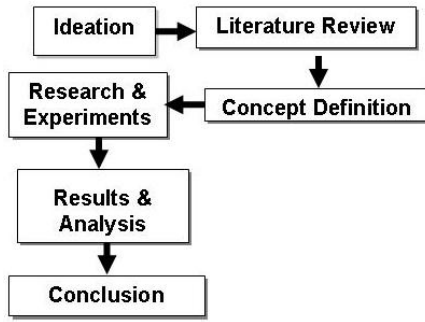 Ideation
Literature Review
Concept Definition
Research &
Experiments
Results &
Analysis
Conclusion